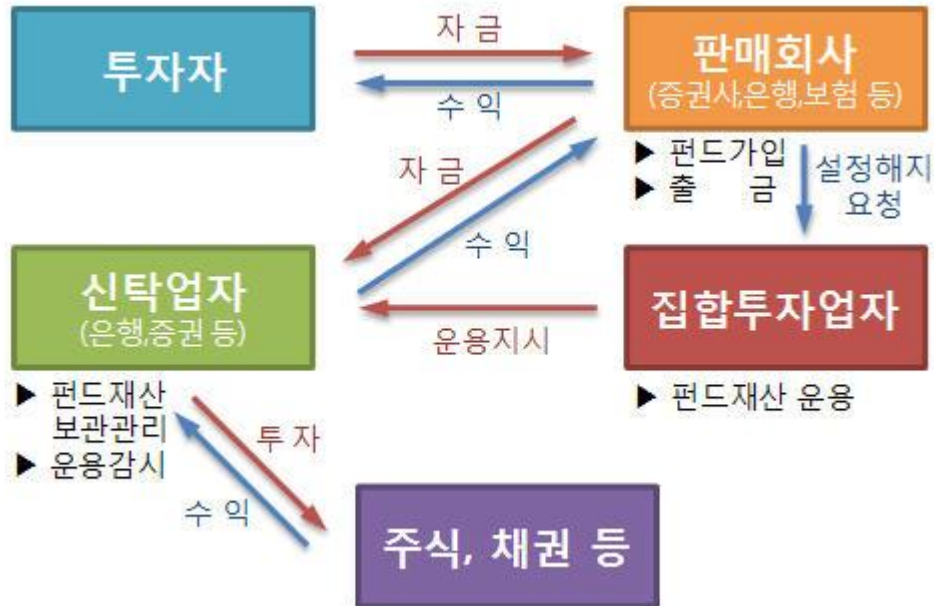 투자자
자 금
수 익
판매회사
(증권사,은행,보험 등)
▶ 펀드가입
▶ 출 금
설정해지
요청
자 금
수 익
신탁업자
(은행,증권 등)
운용지시
집합투자업자
▶ 펀드재산
보관관리
▶ 운용감시
▶ 펀드재산 운용
투 자
수 익
주식, 채권 등